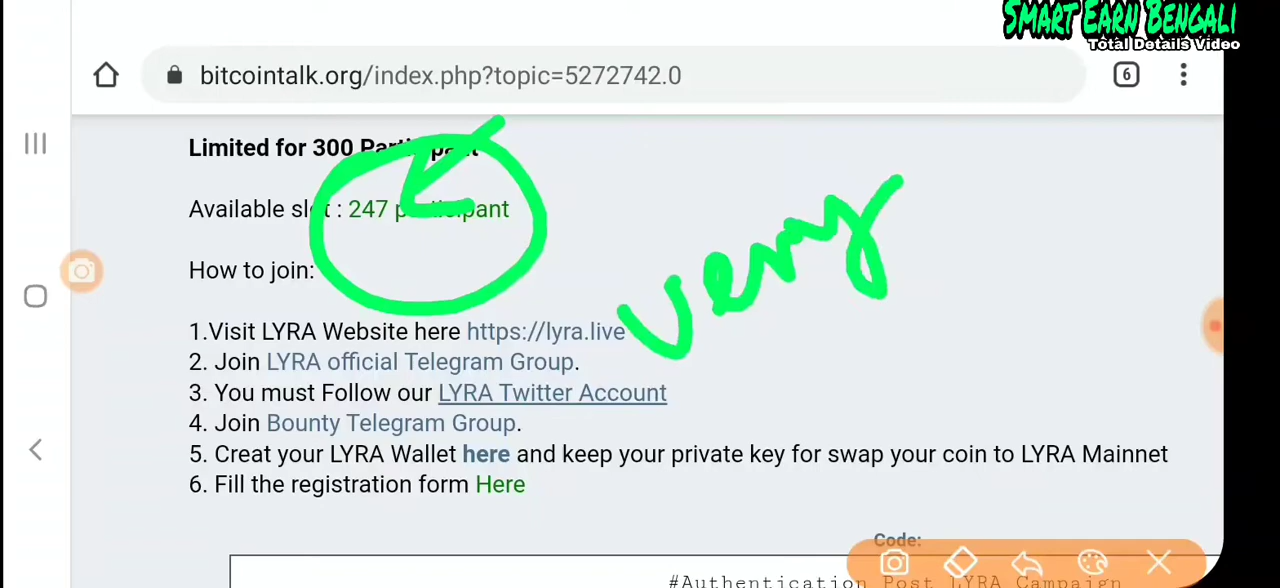 SMART EARN BENGALI
Total Details Video
bitcointalk.org/index.php?topic=5272742.0
6
Limited for 300 Participant
Available slot : 247 participant
How to join:
very
1.Visit LYRA Website here https://lyra.live
2. Join LYRA official Telegram Group.
3. You must Follow our LYRA Twitter Account
4. Join Bounty Telegram Group.
5. Creat your LYRA Wallet here and keep your private key for swap your coin to LYRA Mainnet
6. Fill the registration form Here
Code:
#Authentication Post LYRA Campaign